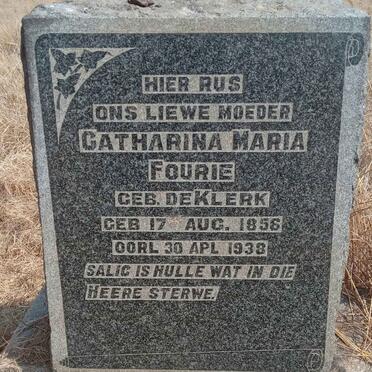 HIER RUS
ONS LIEWE MOEDER
CATHARINA MARIA
FOURIE
GEB. DEKLERK
GEB 17 AUG. 1856
OORL 30 APL 1938
SALIG IS HULLE WAT IN DIE
HEERE STERWE.